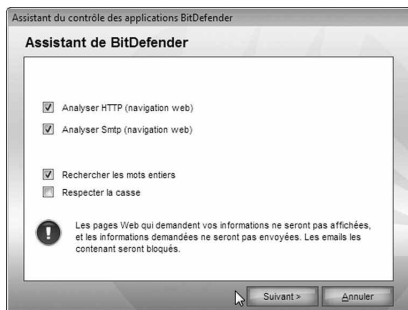 Assistant du contrôle des applications BitDefender
Assistant de BitDefender
Analyser HTTP (navigation web)
Analyser Smtp (navigation web)
Rechercher les mots entiers
Respecter la casse
Les pages Web qui demandent vos informations ne seront pas affichées,
et les informations demandées ne seront pas envoyées. Les emails les
contenant seront bloqués.
Suivant >
Annuler